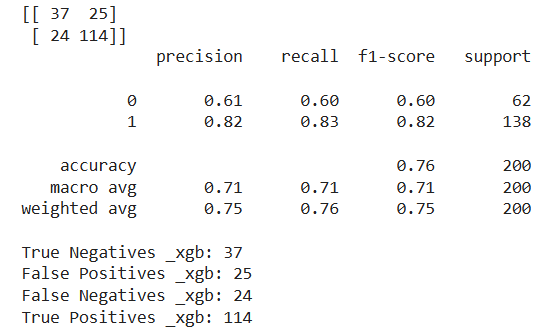 [[ 37  25]
 [ 24 114]]
              precision    recall  f1-score   support

           0       0.61      0.60      0.60        62
           1       0.82      0.83      0.82       138

    accuracy                           0.76       200
   macro avg       0.71      0.71      0.71       200
weighted avg       0.75      0.76      0.75       200

True Negatives _xgb: 37
False Positives _xgb: 25
False Negatives _xgb: 24
True Positives _xgb: 114